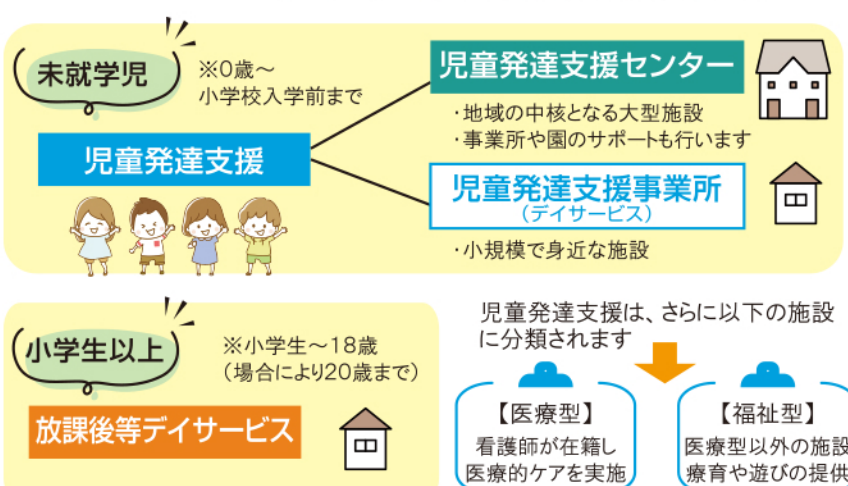 未就学児
※0歳～
小学校入学前まで
児童発達支援
児童発達支援センター
・地域の中核となる大型施設
・事業所や園のサポートも行います
児童発達支援事業所
（デイサービス）
・小規模で身近な施設
小学生以上
※小学生～18歳
（場合により20歳まで）
放課後等デイサービス
児童発達支援は、さらに以下の施設
に分類されます
【医療型】
看護師が在籍し
医療的ケアを実施
【福祉型】
医療型以外の施設
療育や遊びの提供